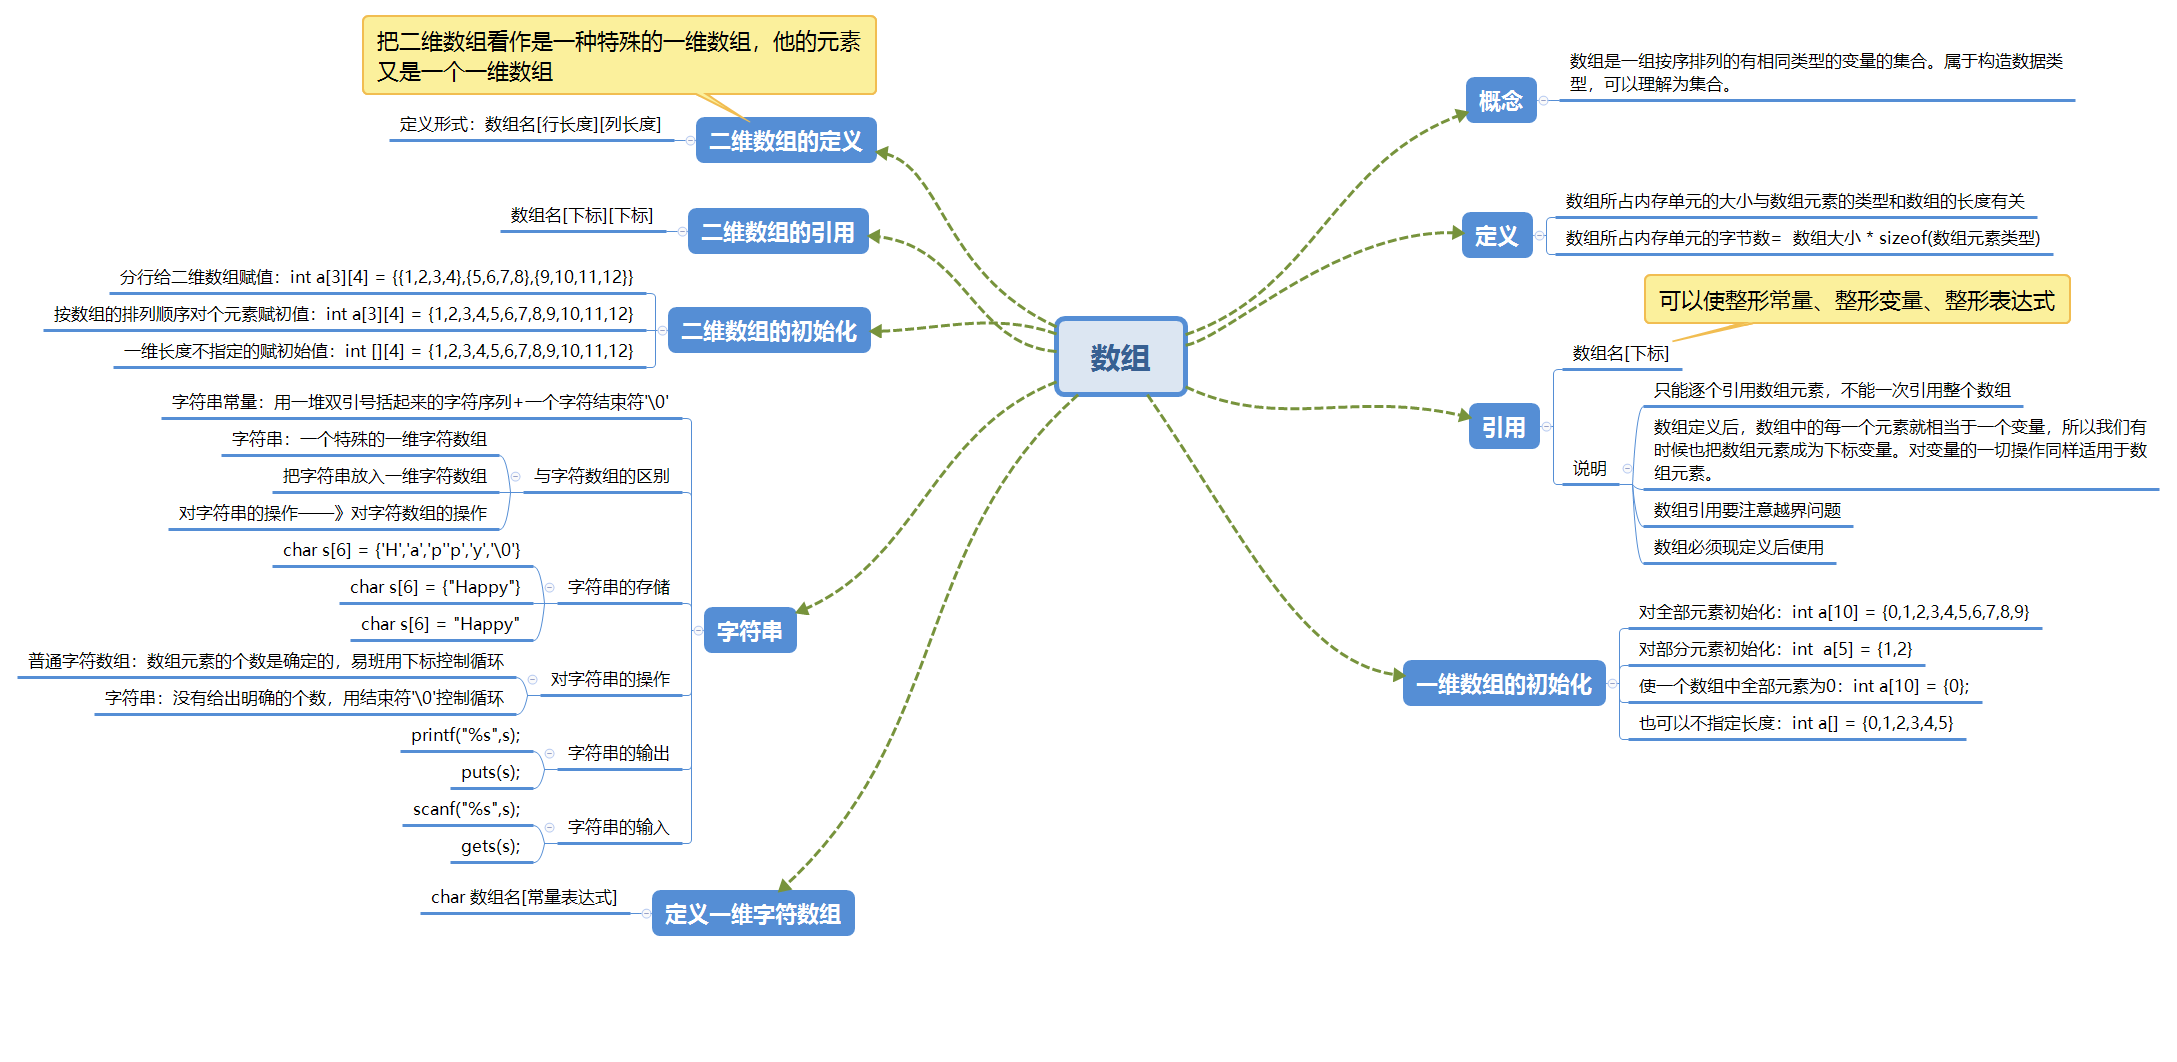 数组
概念
数组是一组按序排列的有相同类型的变量的集合。属于构造数据类
型，可以理解为集合。
定义
数组所占内存单元的大小与数组元素的类型和数组的长度有关
数组所占内存单元的字节数= 数组大小 * sizeof(数组元素类型)
引用
可以使整形常量、整形变量、整形表达式
数组名[下标]
说明
只能逐个引用数组元素，不能一次引用整个数组
数组定义后，数组中的每一个元素就相当于一个变量，所以我们有
时候也把数组元素成为下标变量。对变量的一切操作同样适用于数
组元素。
数组引用要注意越界问题
数组必须现定义后使用
一维数组的初始化
对全部元素初始化：int a[10] = {0,1,2,3,4,5,6,7,8,9}
对部分元素初始化：int  a[5] = {1,2}
使一个数组中全部元素为0：int a[10] = {0};
也可以不指定长度：int a[] = {0,1,2,3,4,5}
把二维数组看作是一种特殊的一维数组，他的元素
又是一个一维数组
二维数组的定义
定义形式：数组名[行长度][列长度]
二维数组的引用
数组名[下标][下标]
二维数组的初始化
分行给二维数组赋值：int a[3][4] = {{1,2,3,4},{5,6,7,8},{9,10,11,12}}
按数组的排列顺序对个元素赋初值：int a[3][4] = {1,2,3,4,5,6,7,8,9,10,11,12}
一维长度不指定的赋初始值：int [][4] = {1,2,3,4,5,6,7,8,9,10,11,12}
字符串
字符串常量：用一堆双引号括起来的字符序列+一个字符结束符'\0'
与字符数组的区别
字符串：一个特殊的一维字符数组
把字符串放入一维字符数组
对字符串的操作——》对字符数组的操作
字符串的存储
char s[6] = {'H','a','p''p','y','\0'}
char s[6] = {"Happy"}
char s[6] = "Happy"
对字符串的操作
普通字符数组：数组元素的个数是确定的，易班用下标控制循环
字符串：没有给出明确的个数，用结束符'\0'控制循环
字符串的输出
printf("%s",s);
puts(s);
字符串的输入
scanf("%s",s);
gets(s);
定义一维字符数组
char 数组名[常量表达式]